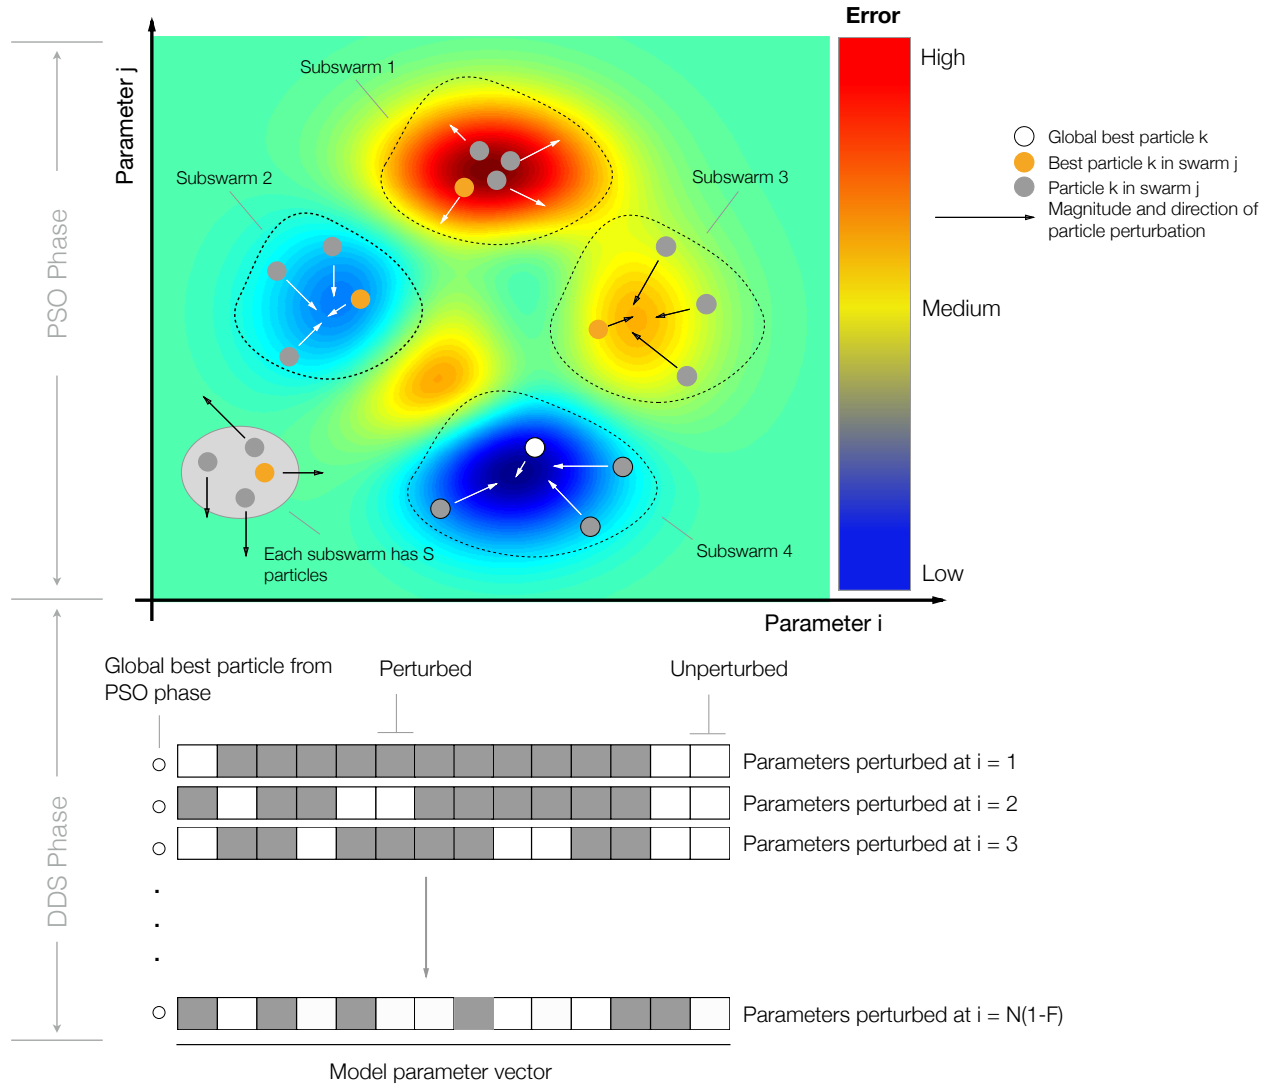 Error
High
Medium
Low
Global best particle k
Best particle k in swarm j
Particle k in swarm j
Magnitude and direction of
particle perturbation
PSO Phase
Parameter j
Subswarm 1
Subswarm 2
Subswarm 3
Subswarm 4
Each subswarm has S
particles
Parameter i
DDS Phase
Global best particle from
PSO phase
Perturbed
Unperturbed
Parameters perturbed at i = 1
Parameters perturbed at i = 2
Parameters perturbed at i = 3
Parameters perturbed at i = N(1-F)
Model parameter vector